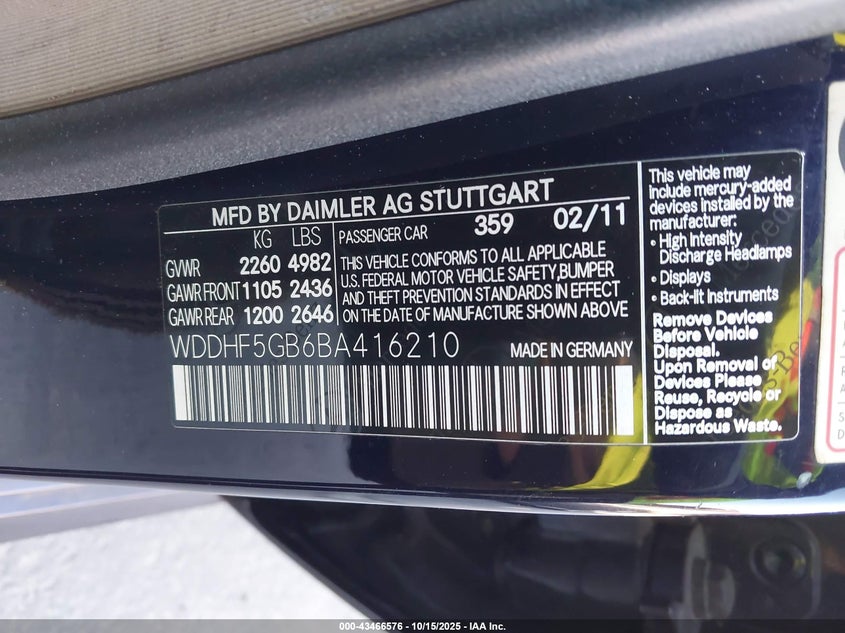 MFD BY DAIMLER AG STUTTGART
KG LBS
GVWR 2260 4982
GAWR FRONT 1105 2436
GAWR REAR 1200 2646
PASSENGER CAR 359 02/11
THIS VEHICLE CONFORMS TO ALL APPLICABLE
U.S. FEDERAL MOTOR VEHICLE SAFETY,BUMPER
AND THEFT PREVENTION STANDARDS IN EFFECT
ON THE DATE OF MANUFACTURE SHOWN ABOVE
WDDHF5GB6BA416210 MADE IN GERMANY
This vehicle may
include mercury-added
devices installed by the
manufacturer:
• High Intensity
Discharge Headlamps
• Displays
• Back-lit Instruments
Remove Devices
Before Vehicle
Disposal.
Upon Removal of
Devices Please
Reuse, Recycle or
Dispose as
Hazardous Waste.
000-43466576 - 10/15/2025 - IAA Inc.